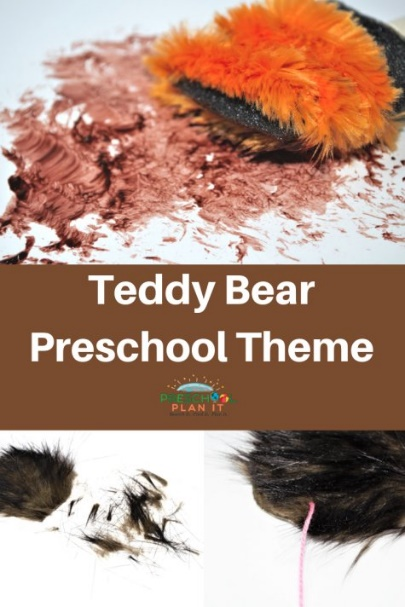 Teddy Bear
Preschool Theme
PRESCHOOL
PLAN IT